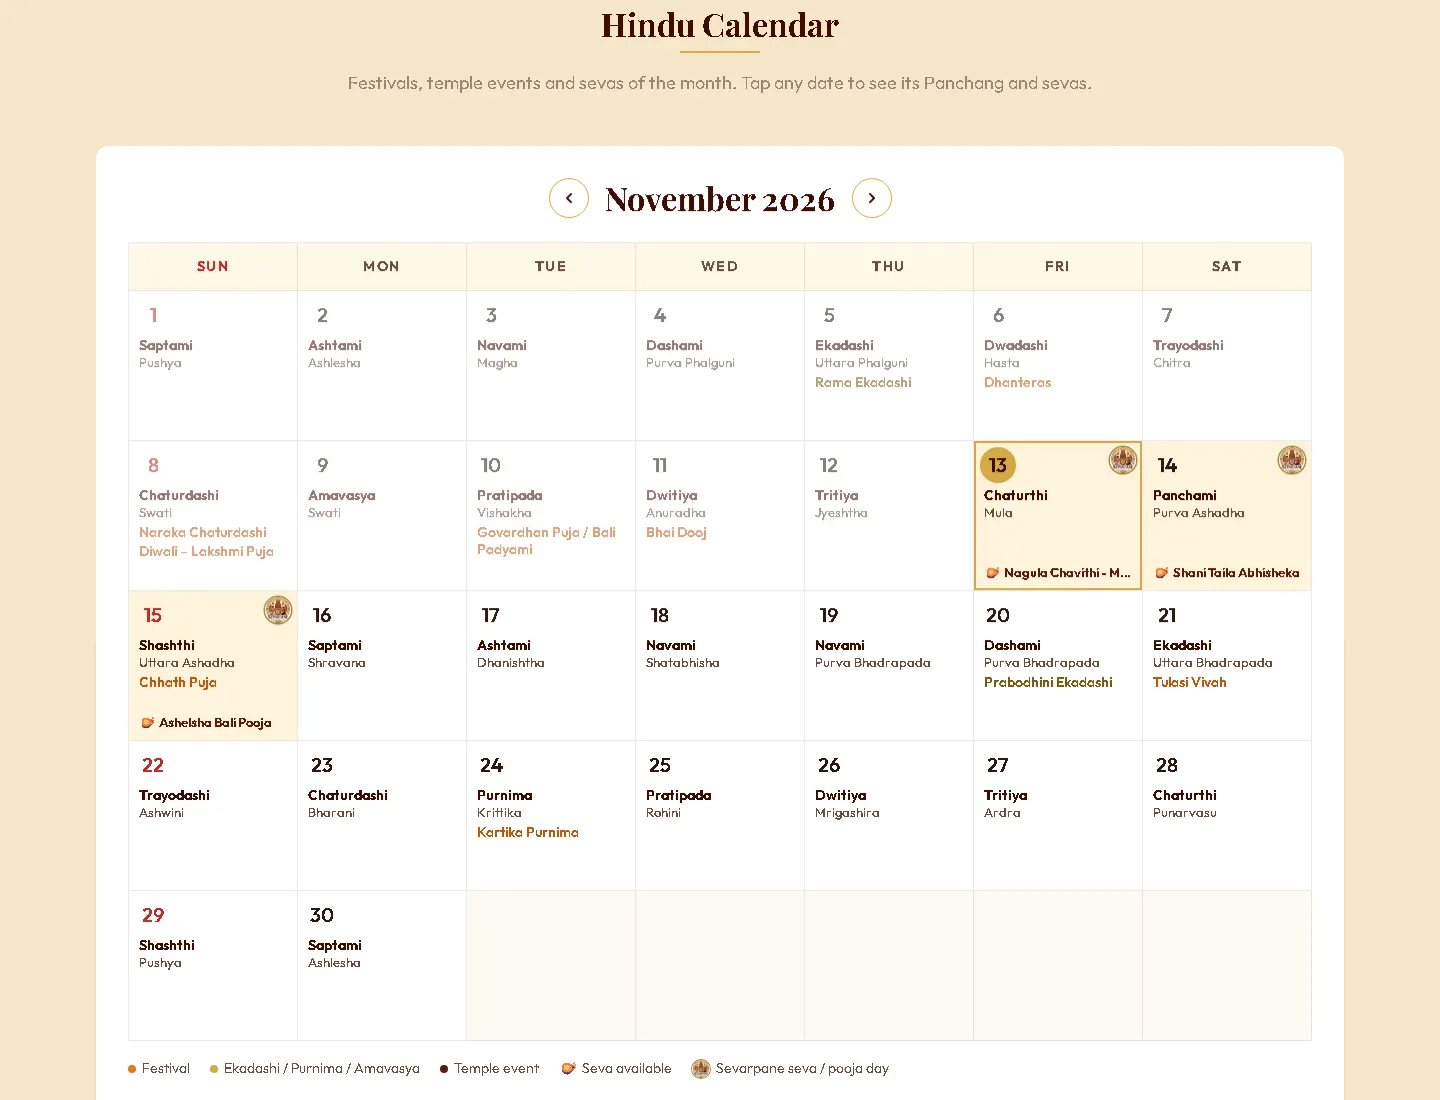 Hindu Calendar
Festivals, temple events and sevas of the month. Tap any date to see its Panchang and sevas.
November 2026
SUN MON TUE WED THU FRI SAT
1
Saptami
Pushya
2
Ashtami
Ashlesha
3
Navami
Magha
4
Dashami
Purva Phalguni
5
Ekadashi
Uttara Phalguni
Rama Ekadashi
6
Dwadashi
Hasta
Dhanteras
7
Trayodashi
Chitra
8
Chaturdashi
Swati
Naraka Chaturdashi
Diwali – Lakshmi Puja
9
Amavasya
Swati
10
Pratipada
Vishakha
Govardhan Puja / Bali
Padyami
11
Dwitiya
Anuradha
Bhai Dooj
12
Tritiya
Jyeshtha
13
Chaturthi
Mula
Nagula Chavithi - M...
14
Panchami
Purva Ashadha
Shani Taila Abhisheka
15
Shashthi
Uttara Ashadha
Chhath Puja
Ashelsha Bali Pooja
16
Saptami
Shravana
17
Ashtami
Dhanishtha
18
Navami
Shatabhisha
19
Navami
Purva Bhadrapada
20
Dashami
Purva Bhadrapada
Prabodhini Ekadashi
21
Ekadashi
Uttara Bhadrapada
Tulasi Vivah
22
Trayodashi
Ashwini
23
Chaturdashi
Bharani
24
Purnima
Krittika
Kartika Purnima
25
Pratipada
Rohini
26
Dwitiya
Mrigashira
27
Tritiya
Ardra
28
Chaturthi
Punarvasu
29
Shashthi
Pushya
30
Saptami
Ashlesha
Festival Ekadashi / Purnima / Amavasya Temple event Seva available Sevarpane seva / pooja day